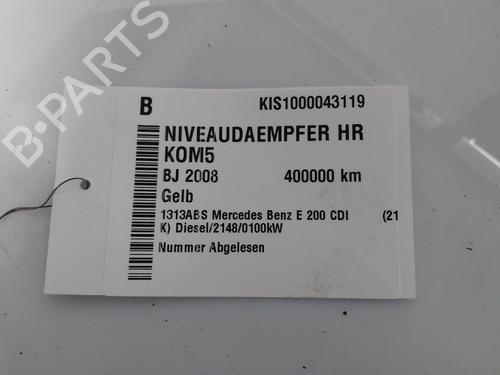 B·PARTS
B KIS1000043119
NIVEAUDAEMPFER HR
KOM5
BJ 2008 400000 km
Gelb
1313ABS Mercedes Benz E 200 CDI (21
K) Diesel/2148/0100kW
Nummer Abgelesen